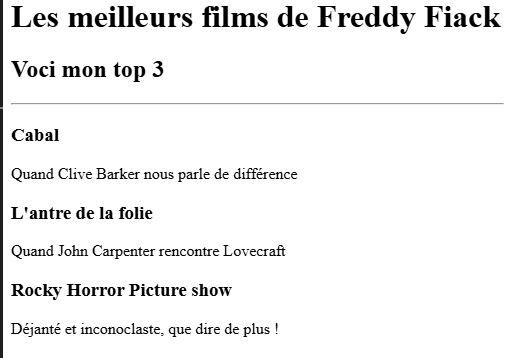 Les meilleurs films de Freddy Fiack
Voci mon top 3
Cabal
Quand Clive Barker nous parle de différence
L'antre de la folie
Quand John Carpenter rencontre Lovecraft
Rocky Horror Picture show
Déjanté et inconoclaste, que dire de plus !